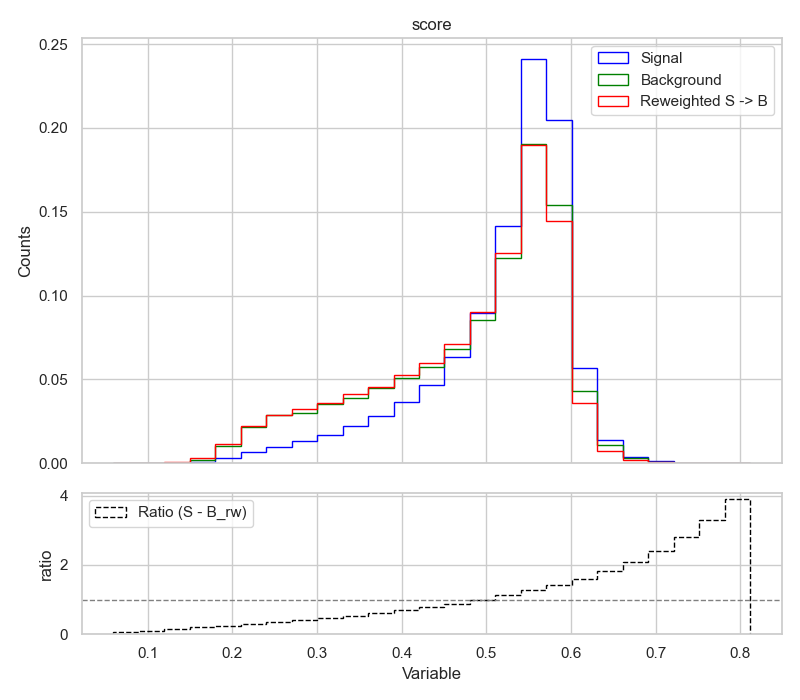 score
0.25
0.20
0.15
0.10
0.05
0.00
Counts
Signal
Background
Reweighted S -> B
4
2
0
ratio
Ratio (S - B_rw)
0.1 0.2 0.3 0.4 0.5 0.6 0.7 0.8
Variable